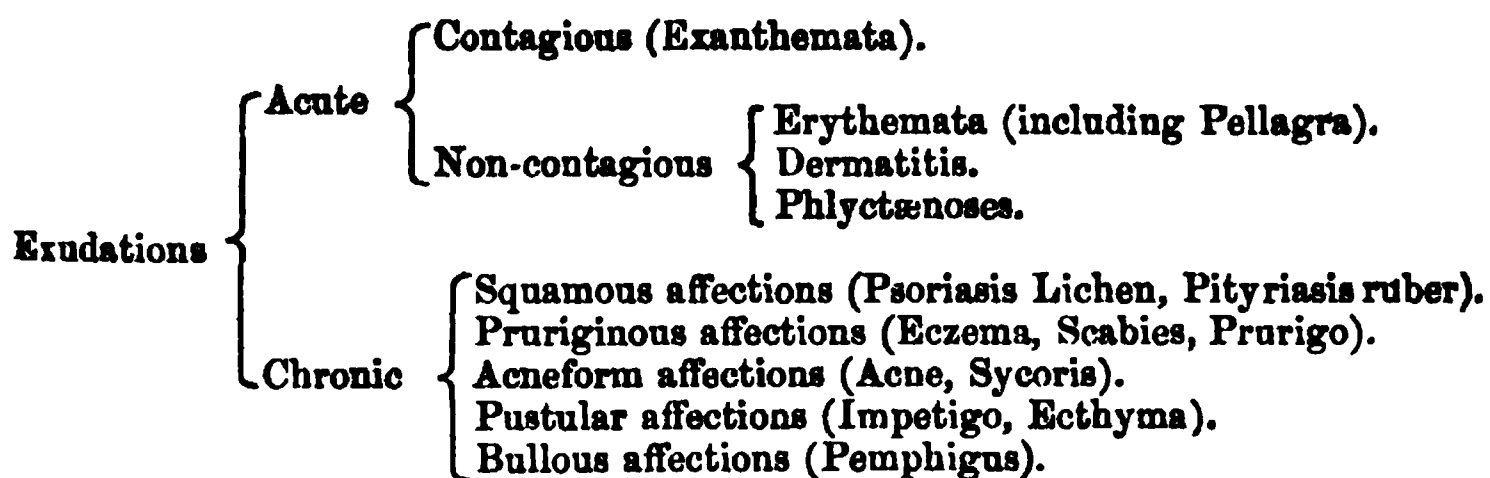 Contagious (Exanthemata).
Acute
Non-contagious
Erythemata (including Pellagra).
Dermatitis.
Phlyctænoses.
Exudations
Squamous affections (Psoriasis Lichen, Pityriasis ruber).
Pruriginous affections (Eczema, Scabies, Prurigo).
Chronic
Acneform affections (Acne, Sycoris).
Pustular affections (Impetigo, Ecthyma).
Bullous affections (Pemphigus).